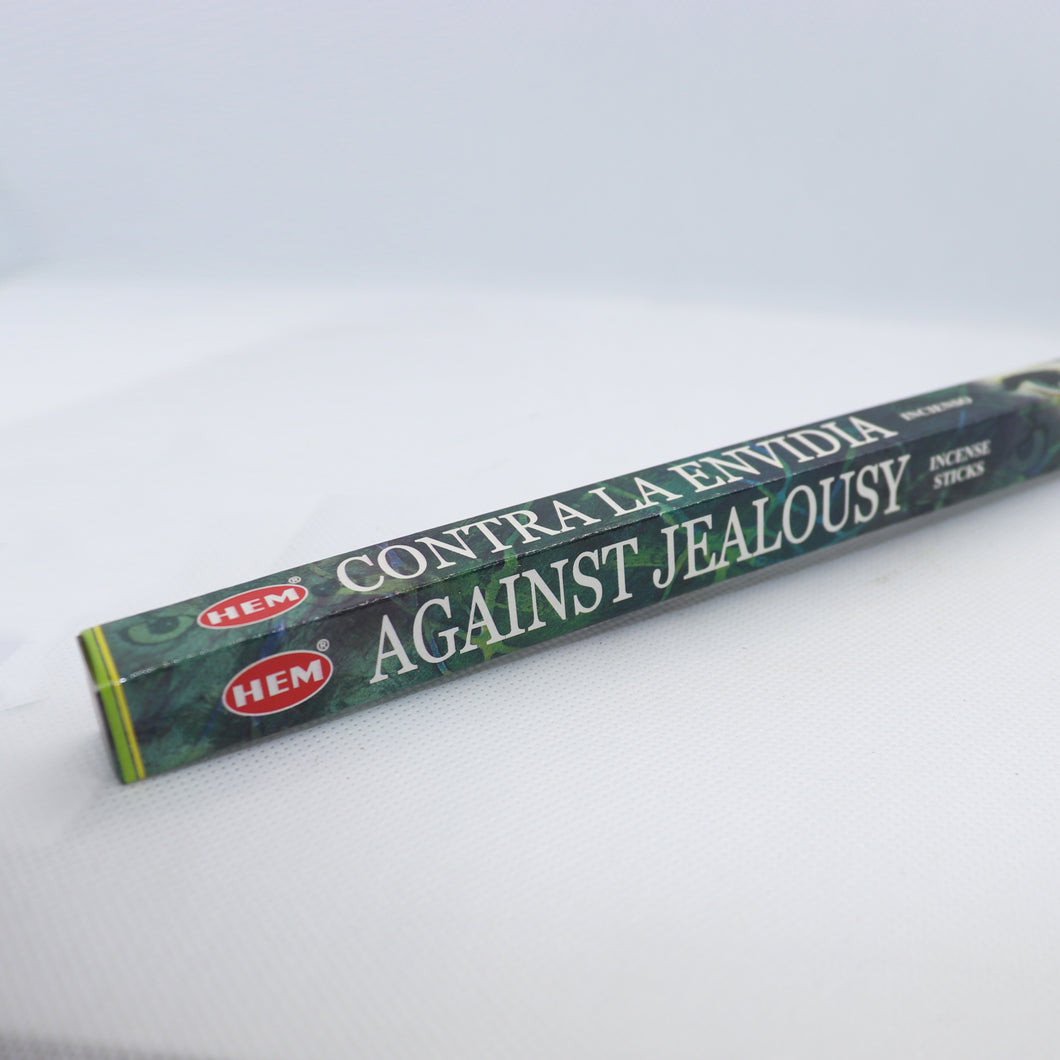 HEM®
CONTRA LA ENVIDIA
INCIENSO
HEM®
AGAINST JEALOUSY
INCENSE
STICKS